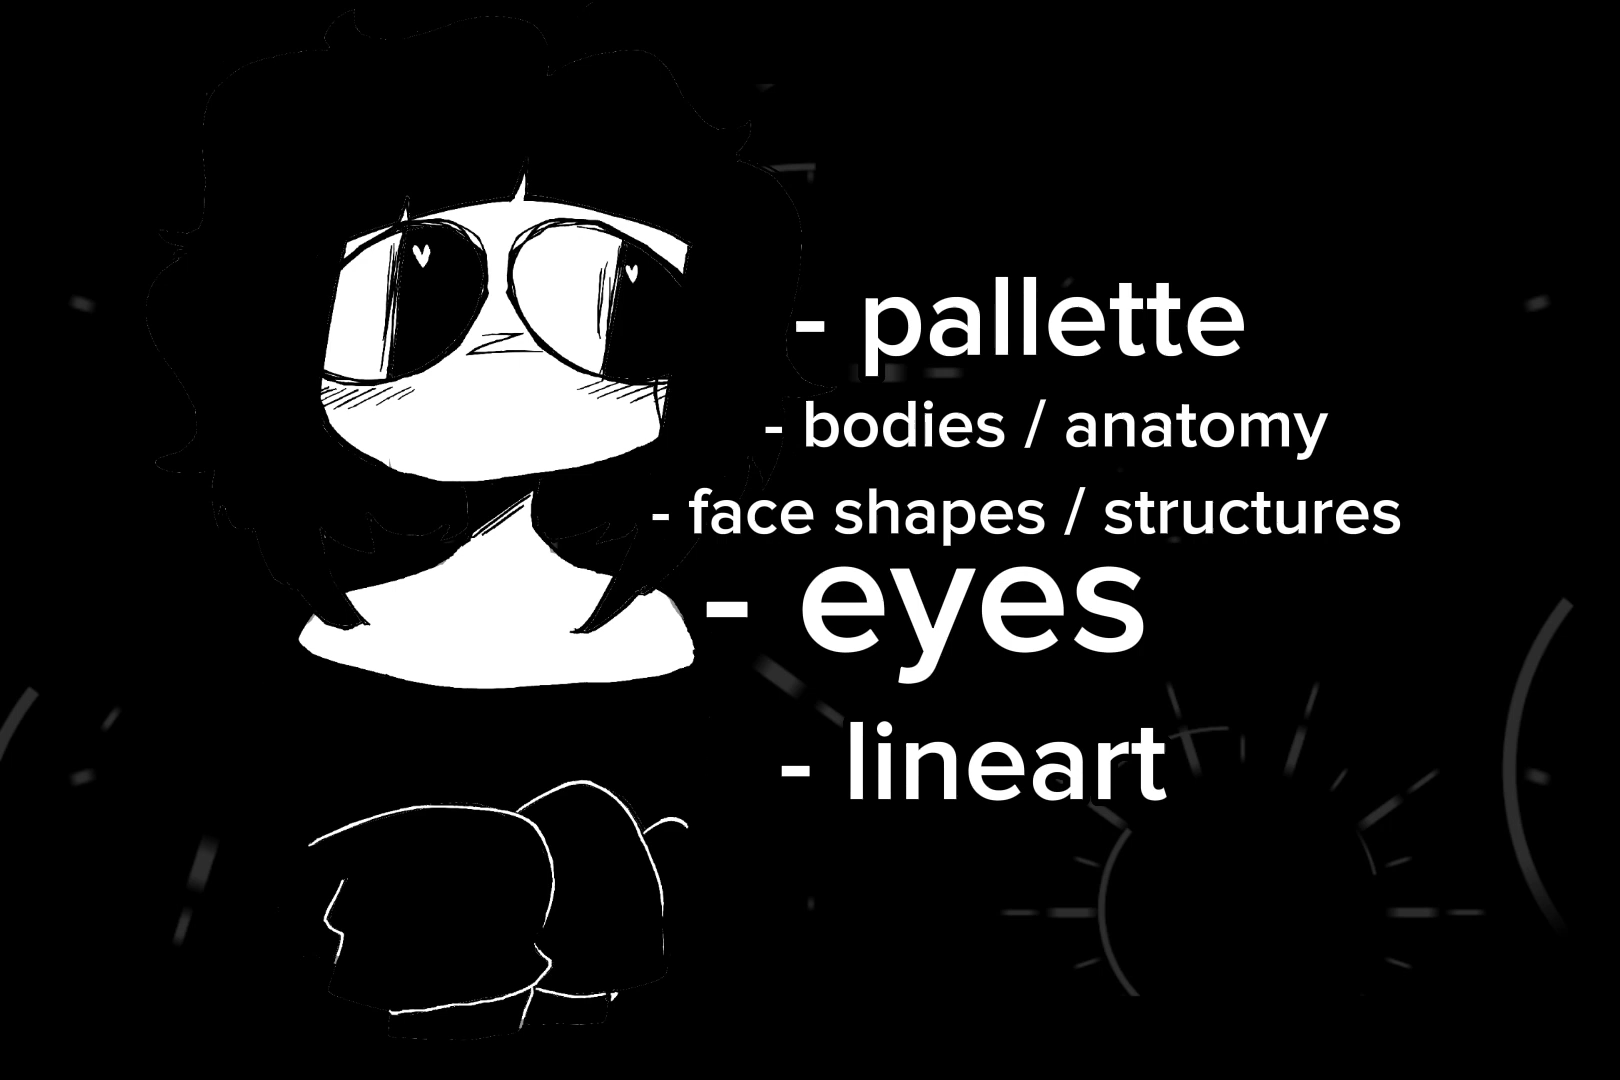 - pallette
- bodies / anatomy
- face shapes / structures
- eyes
- lineart